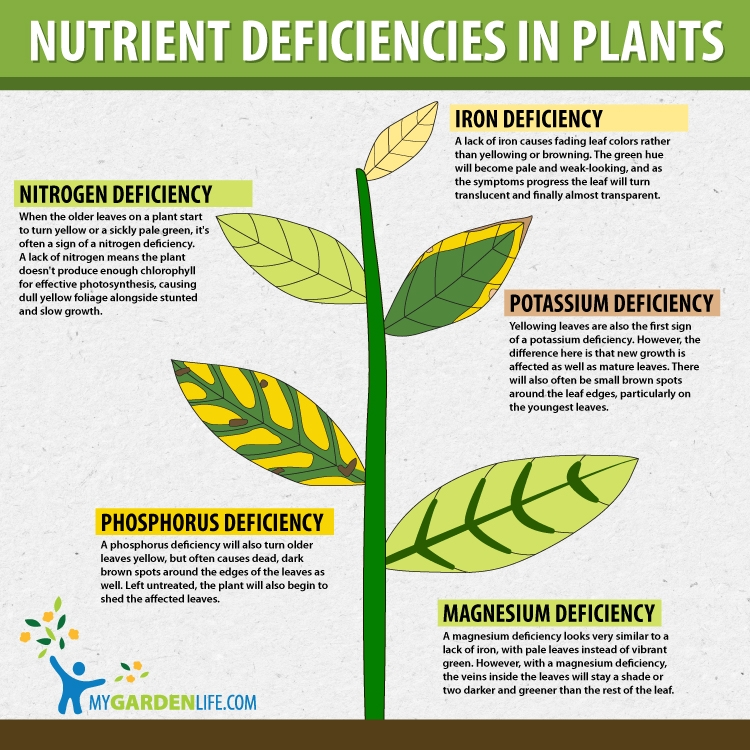 NUTRIENT DEFICIENCIES IN PLANTS
IRON DEFICIENCY
A lack of iron causes fading leaf colors rather
than yellowing or browning. The green hue
will become pale and weak-looking, and as
the symptoms progress the leaf will turn
translucent and finally almost transparent.
NITROGEN DEFICIENCY
When the older leaves on a plant start
to turn yellow or a sickly pale green, it's
often a sign of a nitrogen deficiency.
A lack of nitrogen means the plant
doesn't produce enough chlorophyll
for effective photosynthesis, causing
dull yellow foliage alongside stunted
and slow growth.
POTASSIUM DEFICIENCY
Yellowing leaves are also the first sign
of a potassium deficiency. However, the
difference here is that new growth is
affected as well as mature leaves. There
will also often be small brown spots
around the leaf edges, particularly on
the youngest leaves.
PHOSPHORUS DEFICIENCY
A phosphorus deficiency will also turn older
leaves yellow, but often causes dead, dark
brown spots around the edges of the leaves as
well. Left untreated, the plant will also begin to
shed the affected leaves.
MAGNESIUM DEFICIENCY
A magnesium deficiency looks very similar to a
lack of iron, with pale leaves instead of vibrant
green. However, with a magnesium deficiency,
the veins inside the leaves will stay a shade or
two darker and greener than the rest of the leaf.
MYGARDENLIFE.COM